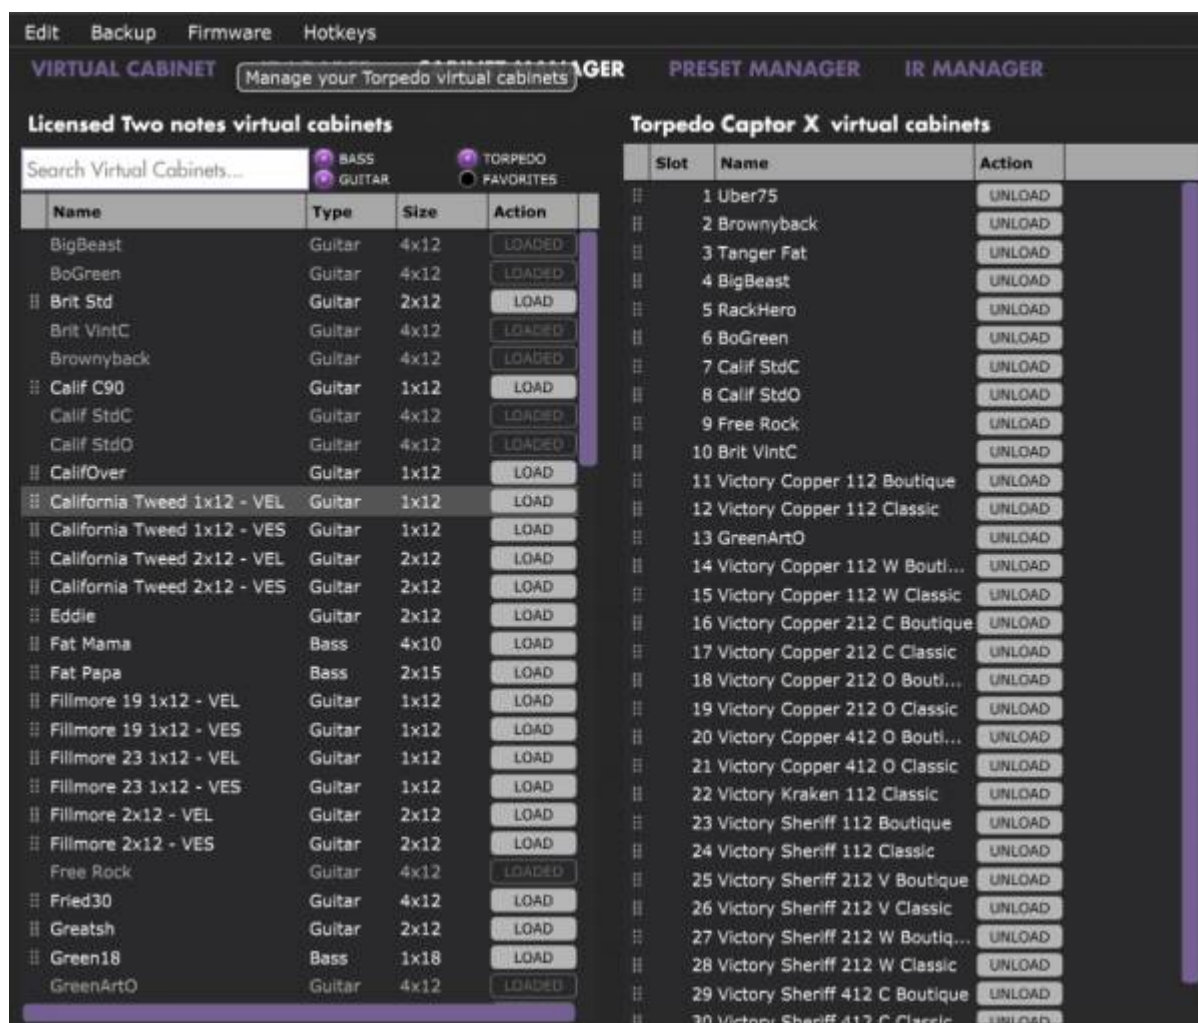 Edit Backup Firmware Hotkeys
VIRTUAL CABINET GER PRESET MANAGER IR MANAGER
Manage your Torpedo virtual cabinets
Licensed Two notes virtual cabinets
Search Virtual Cabinets...
BASS
GUITAR
TORPEDO
FAVORITES
Name Type Size Action
BigBeast Guitar 4x12 LOADED
BoGreen Guitar 4x12 LOADED
Brit Std Guitar 2x12 LOAD
Brit VintC Guitar 4x12 LOADED
Brownyback Guitar 4x12 LOADED
Calif C90 Guitar 1x12 LOAD
Calif StdC Guitar 4x12 LOADED
Calif StdO Guitar 4x12 LOADED
CalifOver Guitar 1x12 LOAD
California Tweed 1x12 - VEL Guitar 1x12 LOAD
California Tweed 1x12 - VES Guitar 1x12 LOAD
California Tweed 2x12 - VEL Guitar 2x12 LOAD
California Tweed 2x12 - VES Guitar 2x12 LOAD
Eddie Guitar 2x12 LOAD
Fat Mama Bass 4x10 LOAD
Fat Papa Bass 2x15 LOAD
Fillmore 19 1x12 - VEL Guitar 1x12 LOAD
Fillmore 19 1x12 - VES Guitar 1x12 LOAD
Fillmore 23 1x12 - VEL Guitar 1x12 LOAD
Fillmore 23 1x12 - VES Guitar 1x12 LOAD
Fillmore 2x12 - VEL Guitar 2x12 LOAD
Fillmore 2x12 - VES Guitar 2x12 LOAD
Free Rock Guitar 4x12 LOADED
Fried30 Guitar 4x12 LOAD
Greatsh Guitar 2x12 LOAD
Green18 Bass 1x18 LOAD
GreenArtO Guitar 4x12 LOADED
Torpedo Captor X virtual cabinets
Slot Name Action
1 Uber75 UNLOAD
2 Brownyback UNLOAD
3 Tanger Fat UNLOAD
4 BigBeast UNLOAD
5 RackHero UNLOAD
6 BoGreen UNLOAD
7 Calif StdC UNLOAD
8 Calif StdO UNLOAD
9 Free Rock UNLOAD
10 Brit VintC UNLOAD
11 Victory Copper 112 Boutique UNLOAD
12 Victory Copper 112 Classic UNLOAD
13 GreenArtO UNLOAD
14 Victory Copper 112 W Bouti... UNLOAD
15 Victory Copper 112 W Classic UNLOAD
16 Victory Copper 212 C Boutique UNLOAD
17 Victory Copper 212 C Classic UNLOAD
18 Victory Copper 212 O Bouti... UNLOAD
19 Victory Copper 212 O Classic UNLOAD
20 Victory Copper 412 O Bouti... UNLOAD
21 Victory Copper 412 O Classic UNLOAD
22 Victory Kraken 112 Classic UNLOAD
23 Victory Sheriff 112 Boutique UNLOAD
24 Victory Sheriff 112 Classic UNLOAD
25 Victory Sheriff 212 V Boutique UNLOAD
26 Victory Sheriff 212 V Classic UNLOAD
27 Victory Sheriff 212 W Boutiq... UNLOAD
28 Victory Sheriff 212 W Classic UNLOAD
29 Victory Sheriff 412 C Boutique UNLOAD
30 Victory Sheriff 412 C Classic UNLOAD